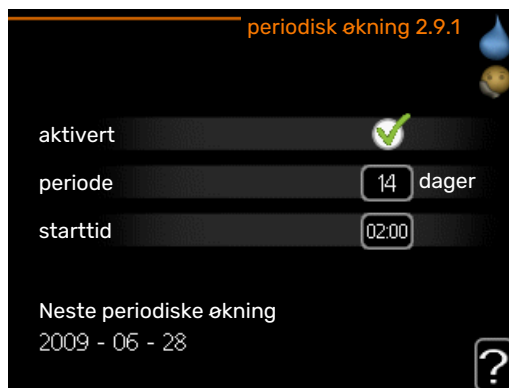 periodisk økning 2.9.1
aktivert
periode 14 dager
starttid 02:00
Neste periodiske økning
2009 - 06 - 28
?